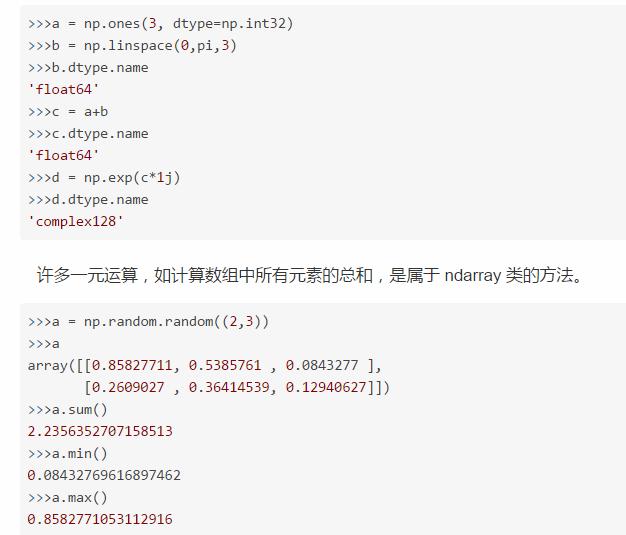 >>>a = np.ones(3, dtype=np.int32)
>>>b = np.linspace(0,pi,3)
>>>b.dtype.name
'float64'
>>>c = a+b
>>>c.dtype.name
'float64'
>>>d = np.exp(c*1j)
>>>d.dtype.name
'complex128'
许多一元运算，如计算数组中所有元素的总和，是属于 ndarray 类的方法。
>>>a = np.random.random((2,3))
>>>a
array([[0.85827711, 0.5385761 , 0.0843277 ],
       [0.2609027 , 0.36414539, 0.12940627]])
>>>a.sum()
2.2356352707158513
>>>a.min()
0.08432769616897462
>>>a.max()
0.8582771053112916